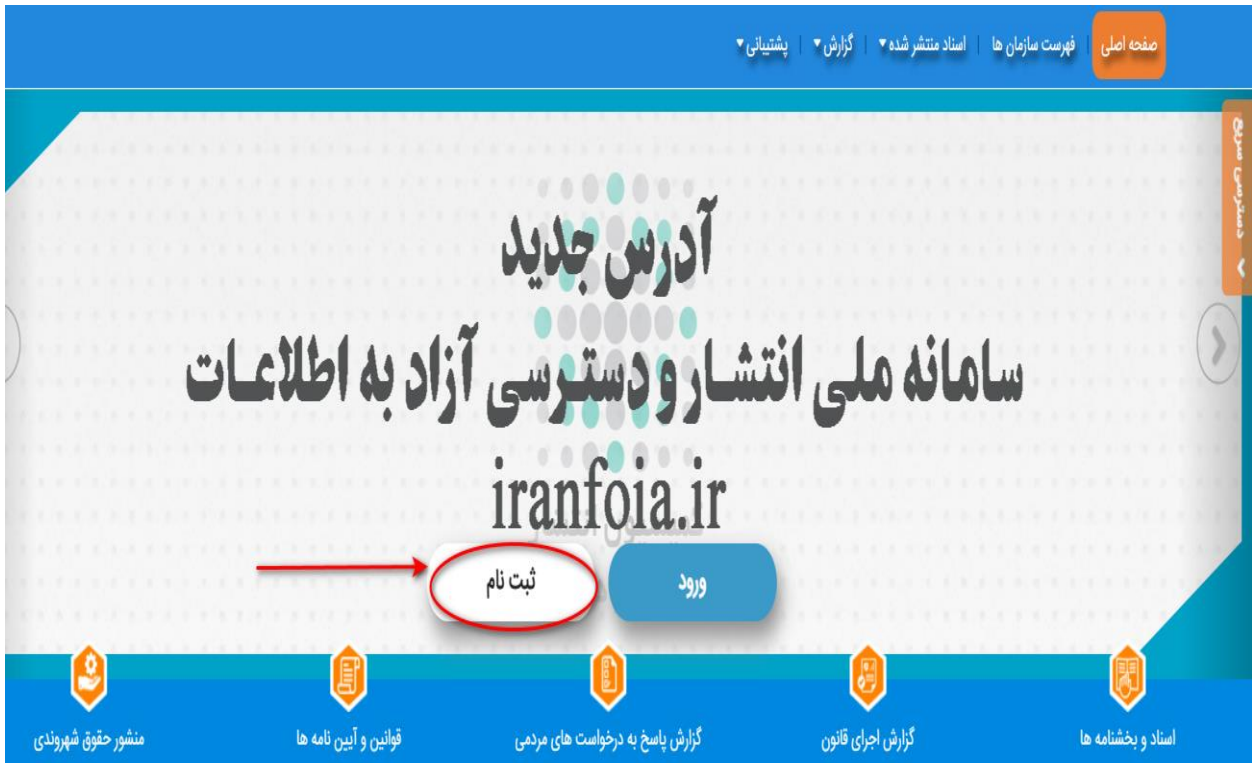 صفحه اصلی | فهرست سازمان ها | اسناد منتشر شده ▼ | گزارش ▼ | پشتیبانی ▼
دسترسی سریع
آدرس جدید
سامانه ملی انتشار و دسترسی آزاد به اطلاعات
iranfoia.ir
ورود
ثبت نام
اسناد و بخشنامه ها
گزارش اجرای قانون
گزارش پاسخ به درخواست های مردمی
قوانین و آیین نامه ها
منشور حقوق شهروندی